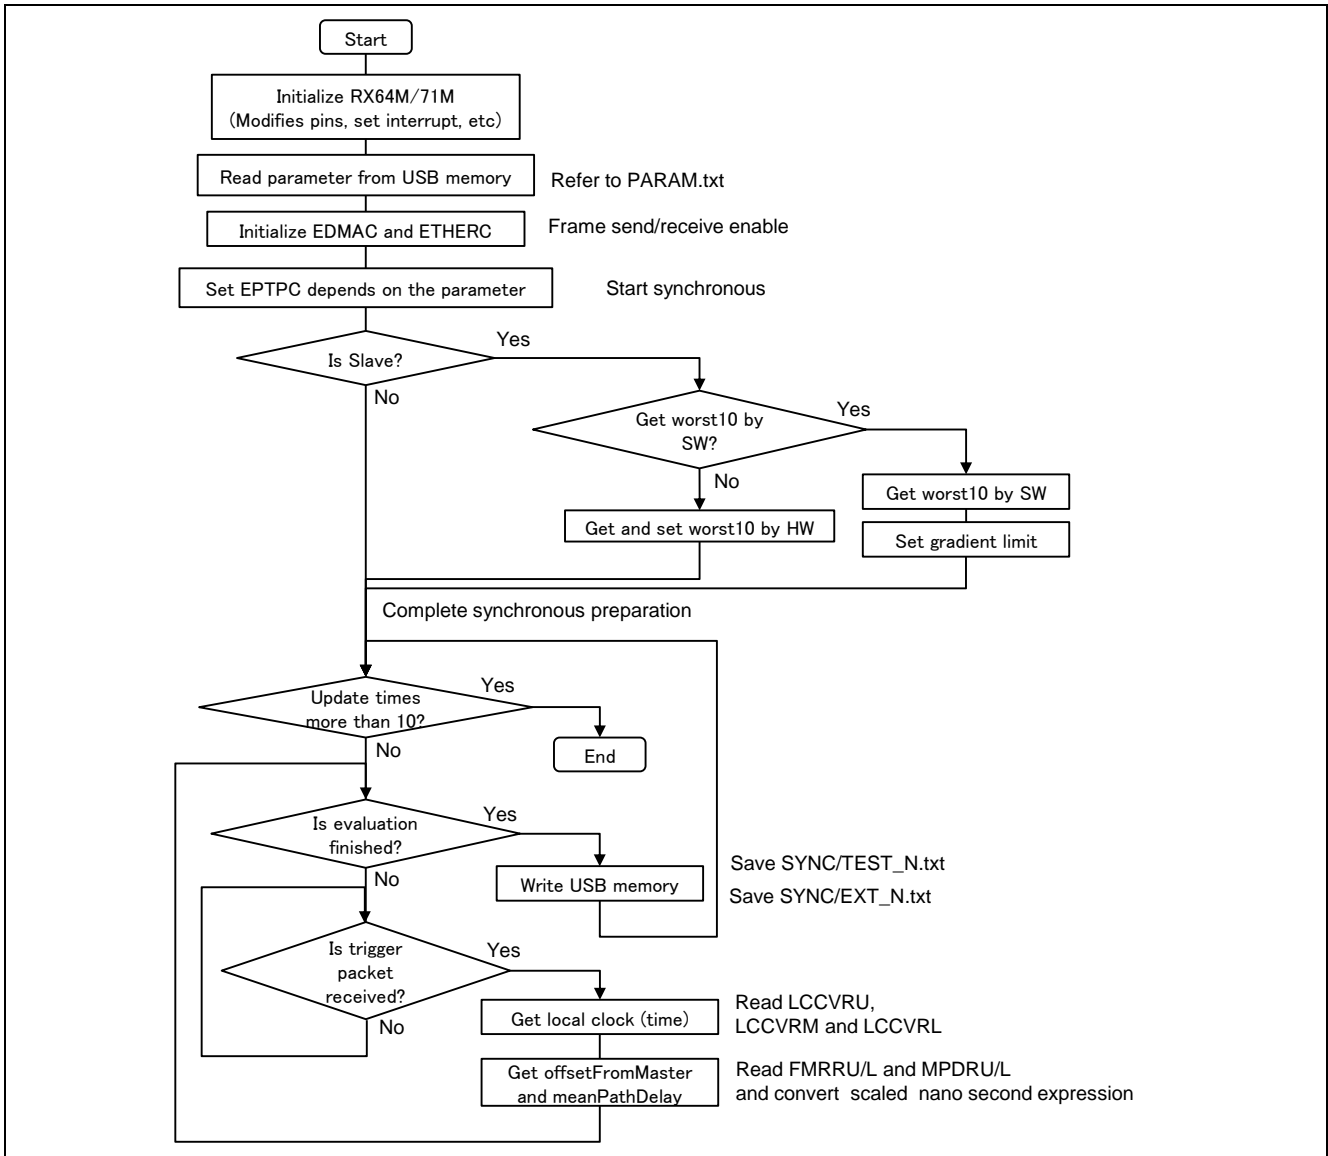 Start
Initialize RX64M/71M
(Modifies pins, set interrupt, etc)
Read parameter from USB memory
Refer to PARAM.txt
Initialize EDMAC and ETHERC
Frame send/receive enable
Set EPTPC depends on the parameter
Start synchronous
Is Slave?
Yes
No
Get worst10 by
SW?
Yes
No
Get worst10 by SW
Get and set worst10 by HW
Set gradient limit
Complete synchronous preparation
Update times
more than 10?
Yes
No
End
Is evaluation
finished?
Yes
No
Write USB memory
Save SYNC/TEST_N.txt
Save SYNC/EXT_N.txt
Is trigger
packet
received?
Yes
No
Get local clock (time)
Read LCCVRU,
LCCVRM and LCCVRL
Get offsetFromMaster
and meanPathDelay
Read FMRRU/L and MPDRU/L
and convert scaled nano second expression